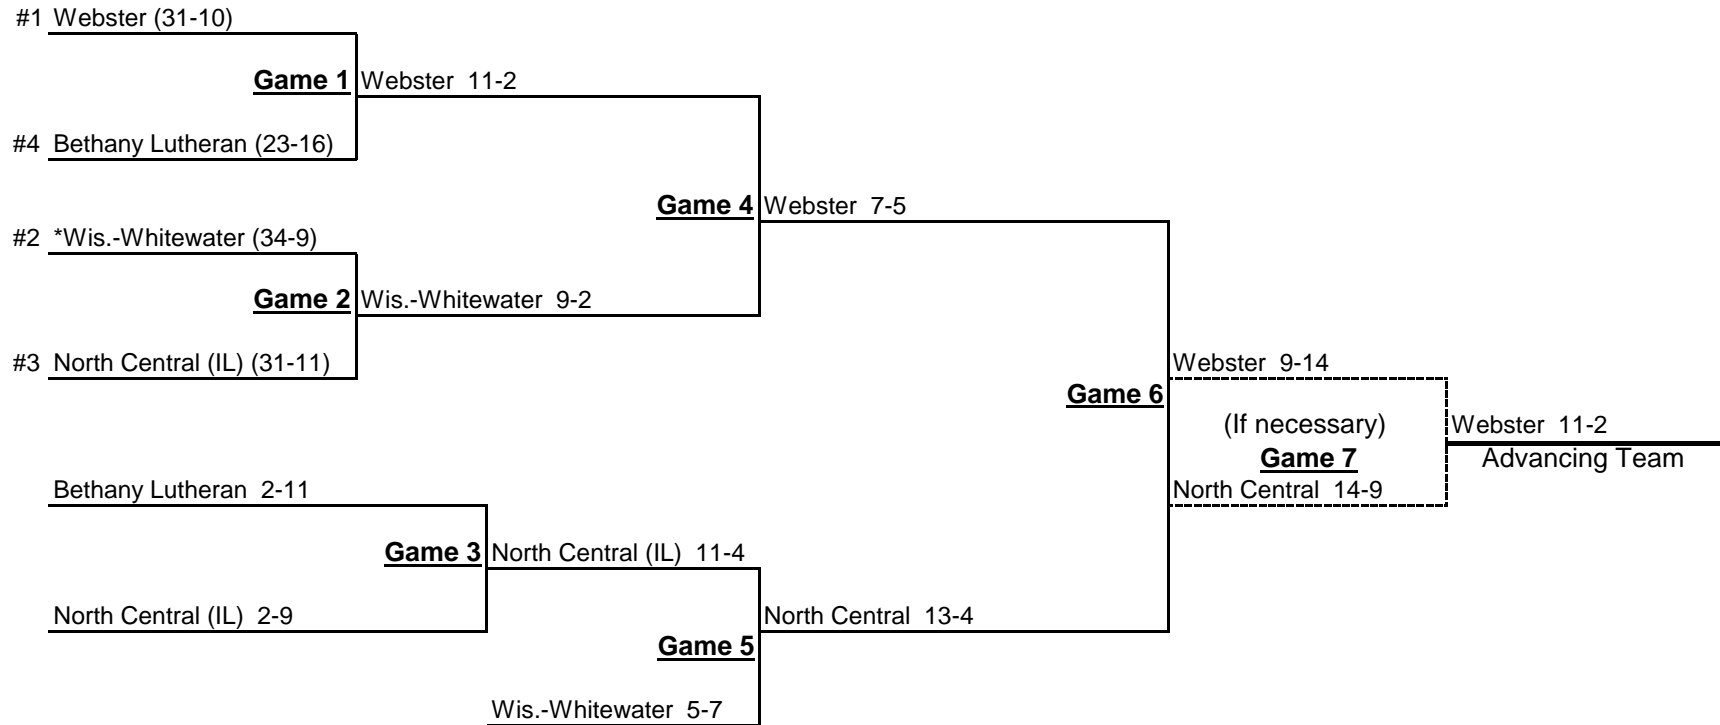 #1 Webster (31-10)
Game 1 Webster 11-2
#4 Bethany Lutheran (23-16)
Game 4 Webster 7-5
#2 *Wis.-Whitewater (34-9)
Game 2 Wis.-Whitewater 9-2
#3 North Central (IL) (31-11)
Webster 9-14
Game 6
(If necessary)
Webster 11-2
Game 7
Advancing Team
Bethany Lutheran 2-11
North Central 14-9
Game 3 North Central (IL) 11-4
North Central (IL) 2-9
North Central 13-4
Game 5
Wis.-Whitewater 5-7